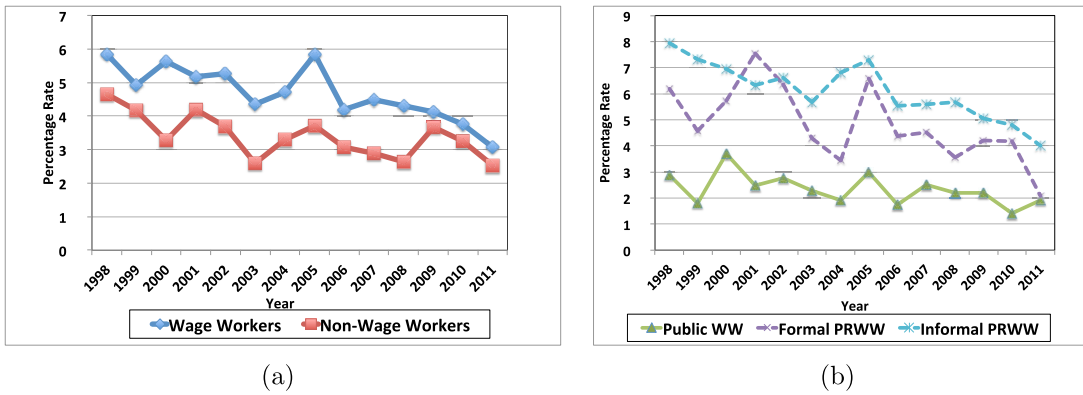 7
6
5
4
3
2
1
0
Percentage Rate
1998 1999 2000 2001 2002 2003 2004 2005 2006 2007 2008 2009 2010 2011
Year
Wage Workers Non-Wage Workers
(a)
9
8
7
6
5
4
3
2
1
0
Percentage Rate
1998 1999 2000 2001 2002 2003 2004 2005 2006 2007 2008 2009 2010 2011
Year
Public WW Formal PRWW Informal PRWW
(b)